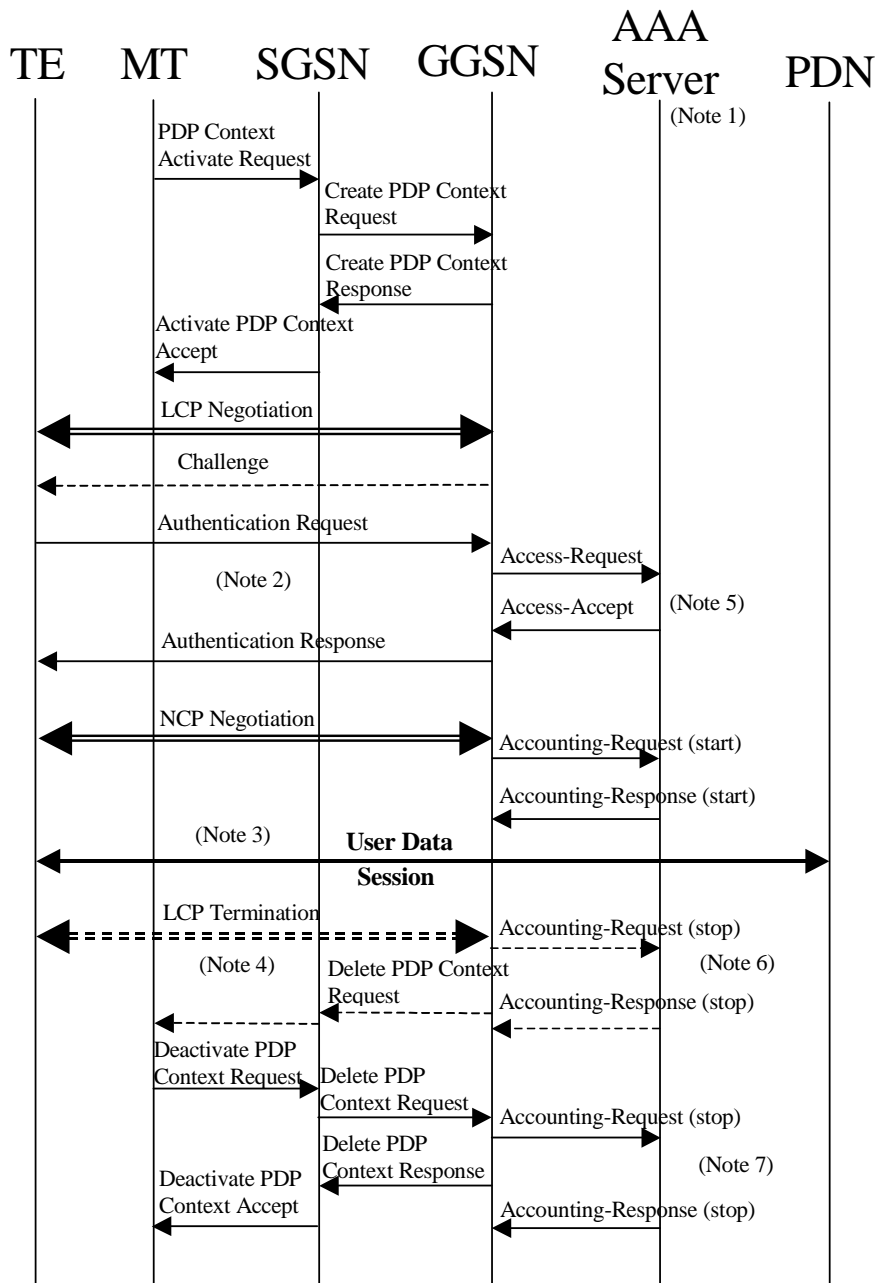 TE MT SGSN GGSN AAA Server PDN
(Note 1)
PDP Context
Activate Request
Create PDP Context
Request
Create PDP Context
Response
Activate PDP Context
Accept
LCP Negotiation
Challenge
Authentication Request
Access-Request
(Note 2)
Access-Accept
(Note 5)
Authentication Response
NCP Negotiation
Accounting-Request (start)
Accounting-Response (start)
(Note 3)
User Data
Session
LCP Termination
Accounting-Request (stop)
(Note 4)
(Note 6)
Delete PDP Context
Request
Accounting-Response (stop)
Deactivate PDP
Context Request
Delete PDP
Context Request
Accounting-Request (stop)
Delete PDP
Context Response
(Note 7)
Deactivate PDP
Context Accept
Accounting-Response (stop)